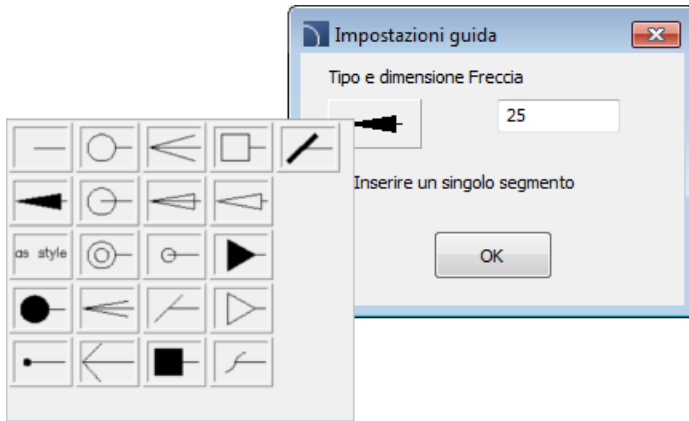 Impostazioni guida
Tipo e dimensione Freccia
25
Inserire un singolo segmento
OK
as style